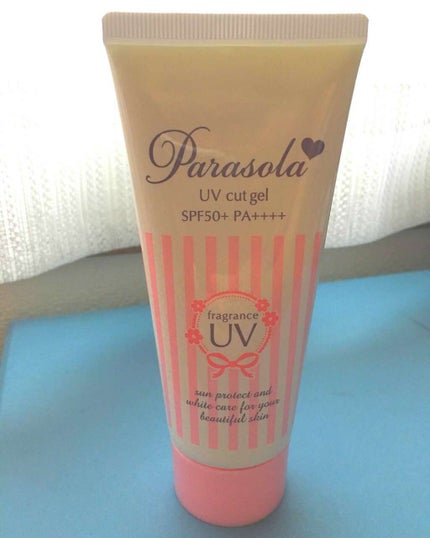 Parasola
UV cut gel
SPF50+ PA++++
fragrance
UV
sun protect and
white care for your
beautiful skin